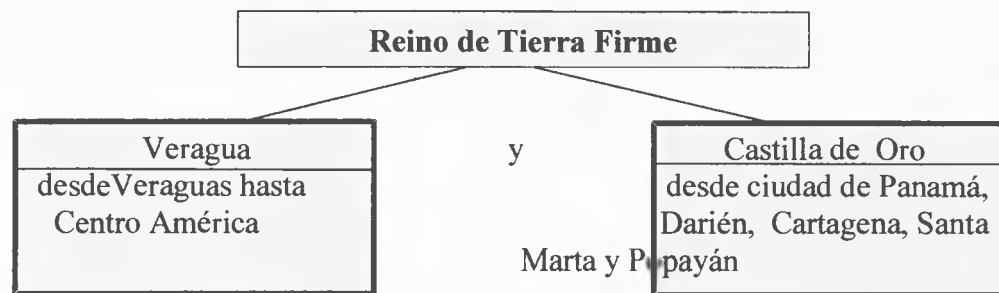 Reino de Tierra Firme
Veragua
y
Castilla de Oro
desdeVeraguas hasta
Centro América
desde ciudad de Panamá,
Darién, Cartagena, Santa
Marta y Popayán